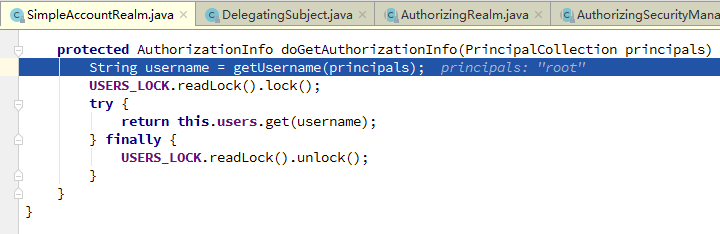 SimpleAccountRealm.java × DelegatingSubject.java × AuthorizingRealm.java × AuthorizingSecurityMana
protected AuthorizationInfo doGetAuthorizationInfo(PrincipalCollection principals)
String username = getUsername(principals); principals: "root"
USERS_LOCK.readLock().lock();
try {
return this.users.get(username);
} finally {
USERS_LOCK.readLock().unlock();
}
}
}